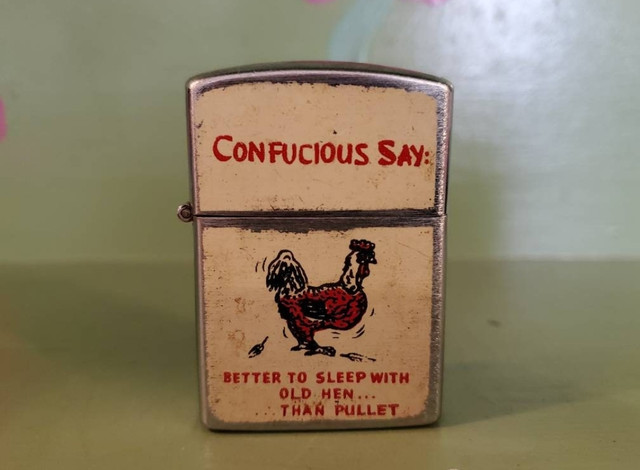 CONFUCIOUS SAY:
BETTER TO SLEEP WITH
OLD HEN...
...THAN PULLET